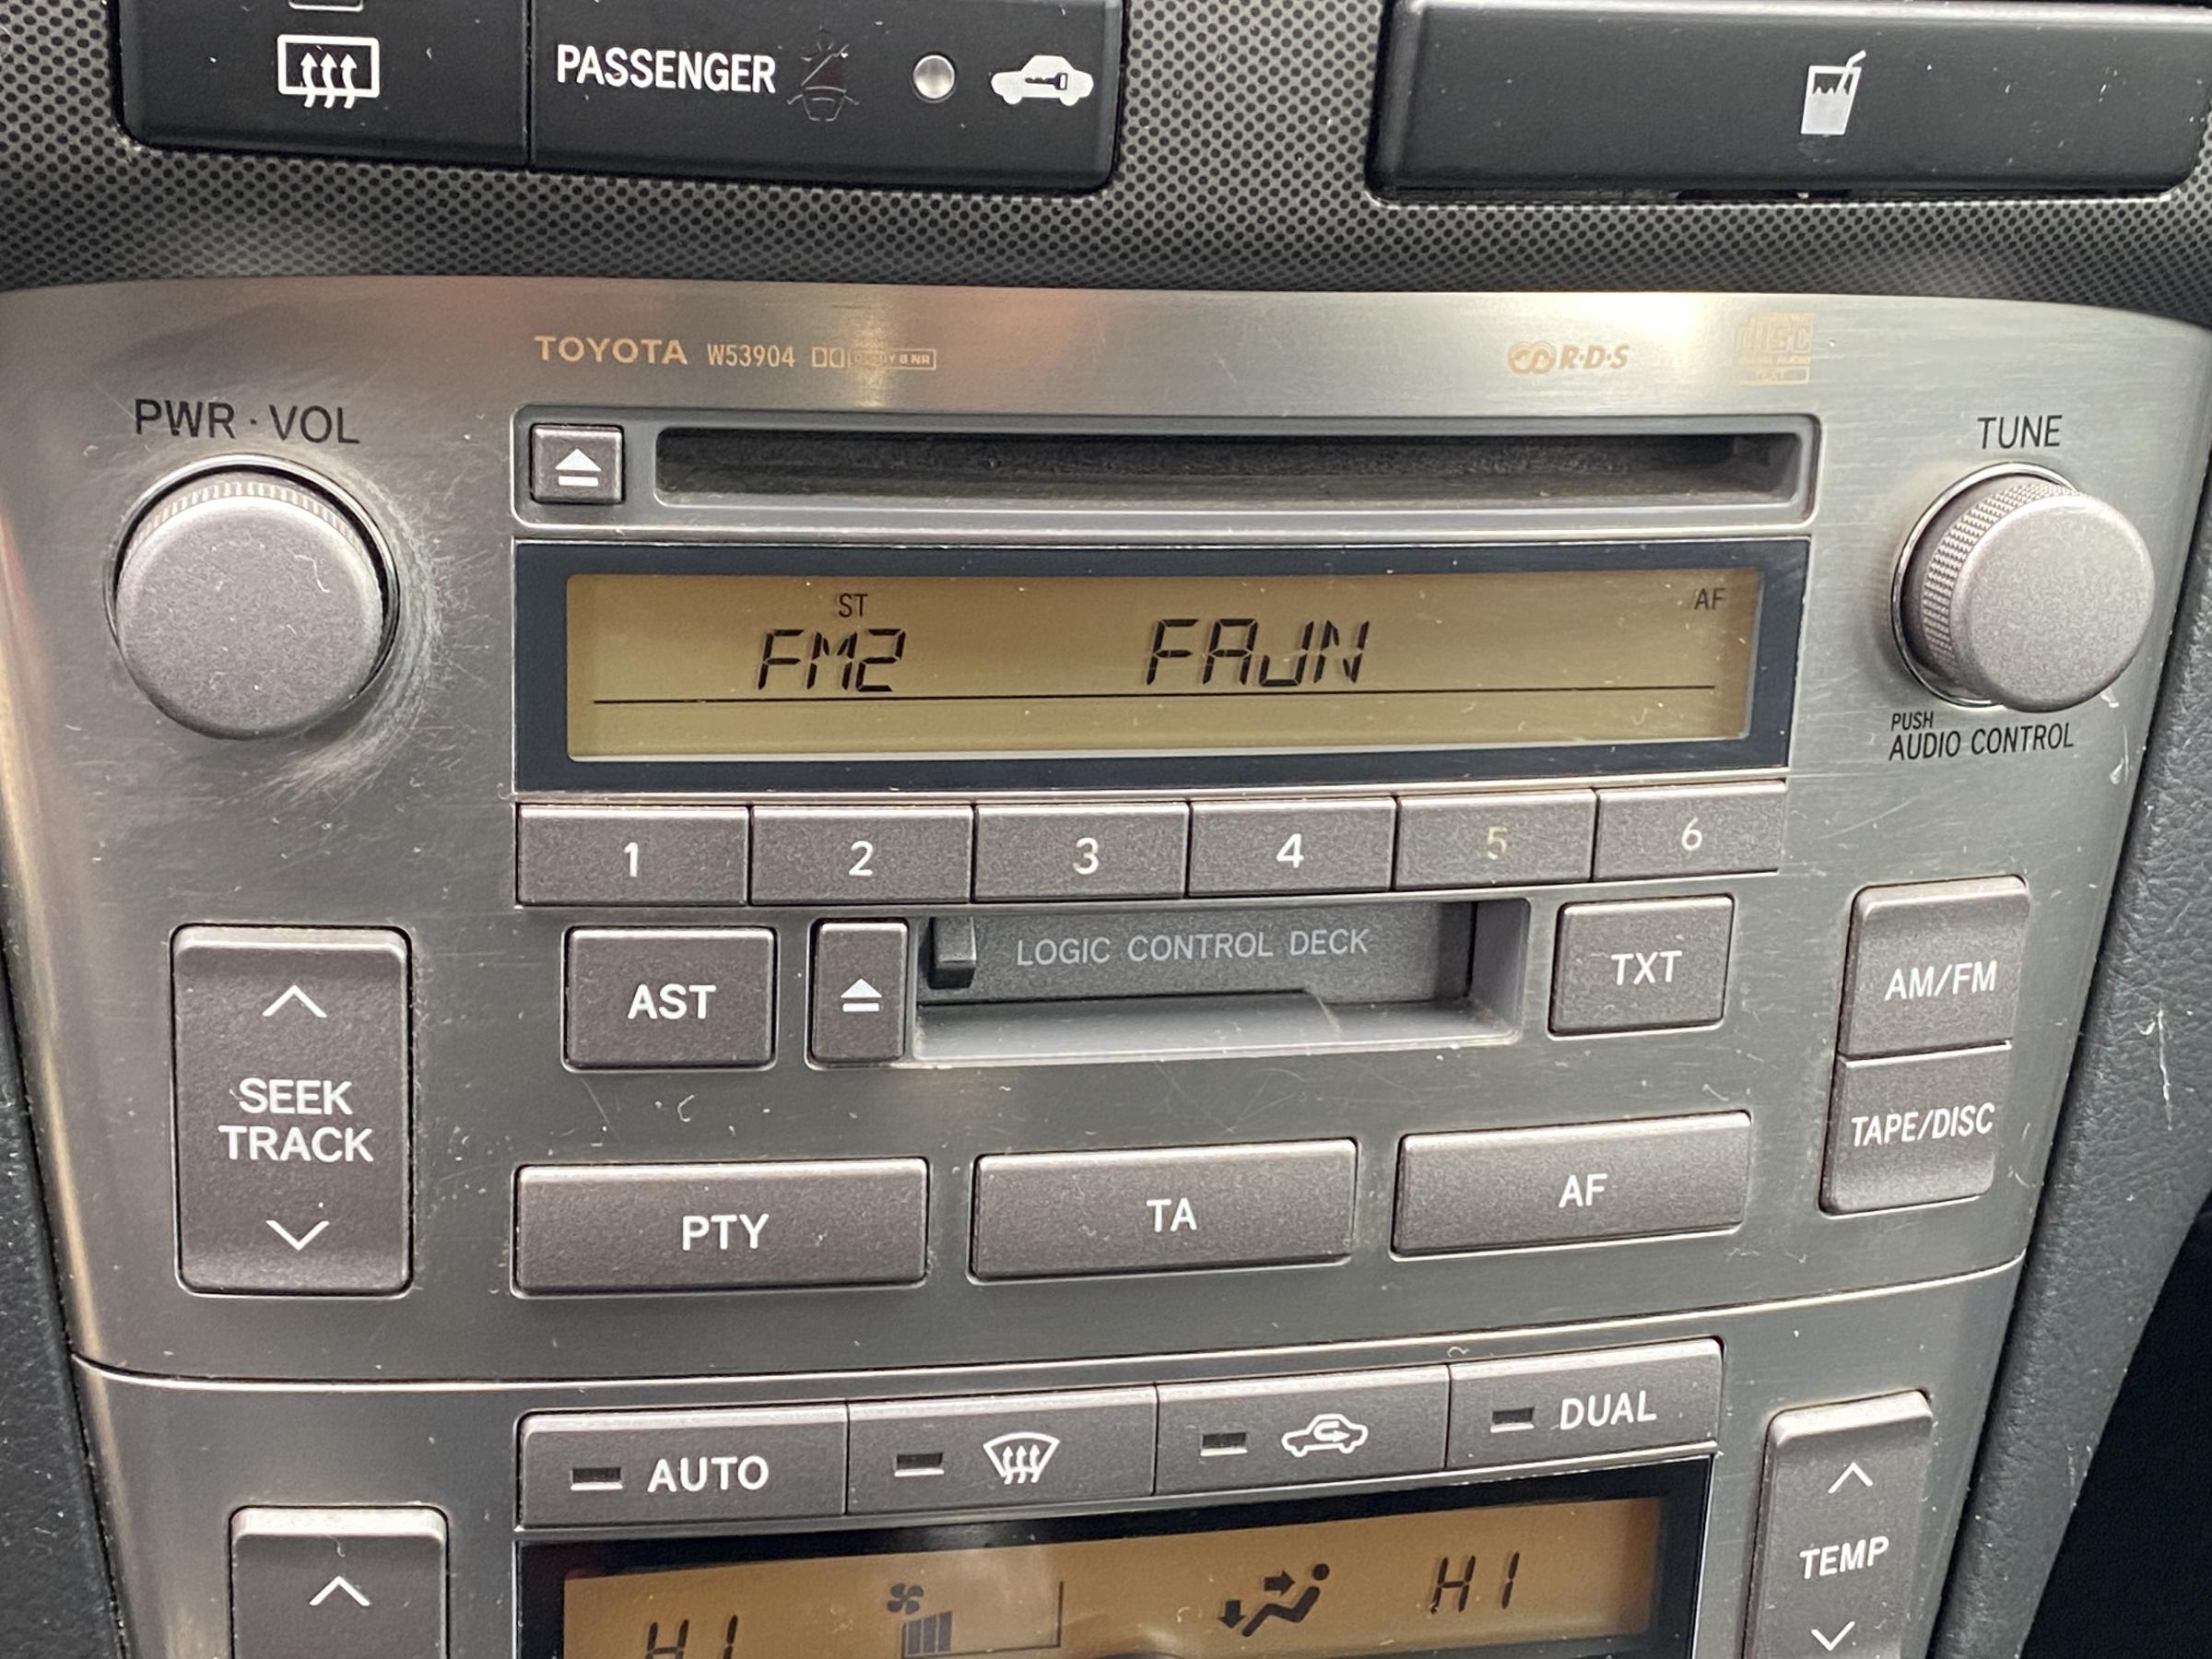 PASSENGER
TOYOTA W53904
R·D·S
DISC
PWR · VOL
TUNE
ST
AF
FM2 FAJN
PUSH
AUDIO CONTROL
1 2 3 4 5 6
AST
LOGIC CONTROL DECK
TXT
AM/FM
SEEK
TRACK
TAPE/DISC
PTY
TA
AF
AUTO
DUAL
TEMP
HI
HI